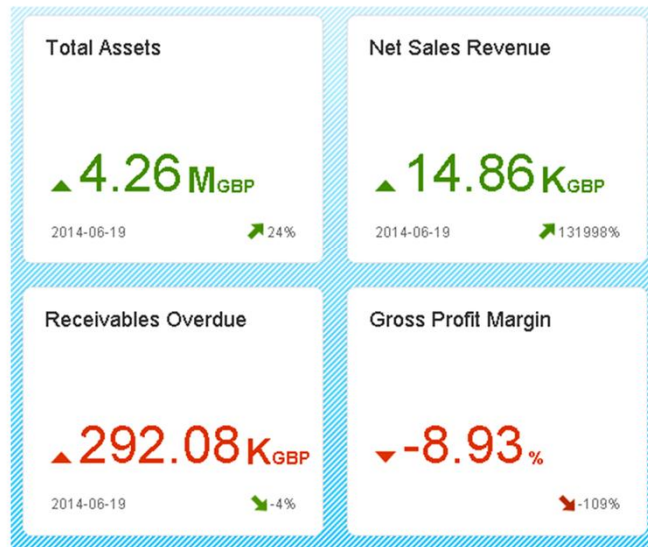 Total Assets
4.26 MGBP
2014-06-19 24%
Net Sales Revenue
14.86 KGBP
2014-06-19 131998%
Receivables Overdue
292.08 KGBP
2014-06-19 -4%
Gross Profit Margin
-8.93 %
-109%